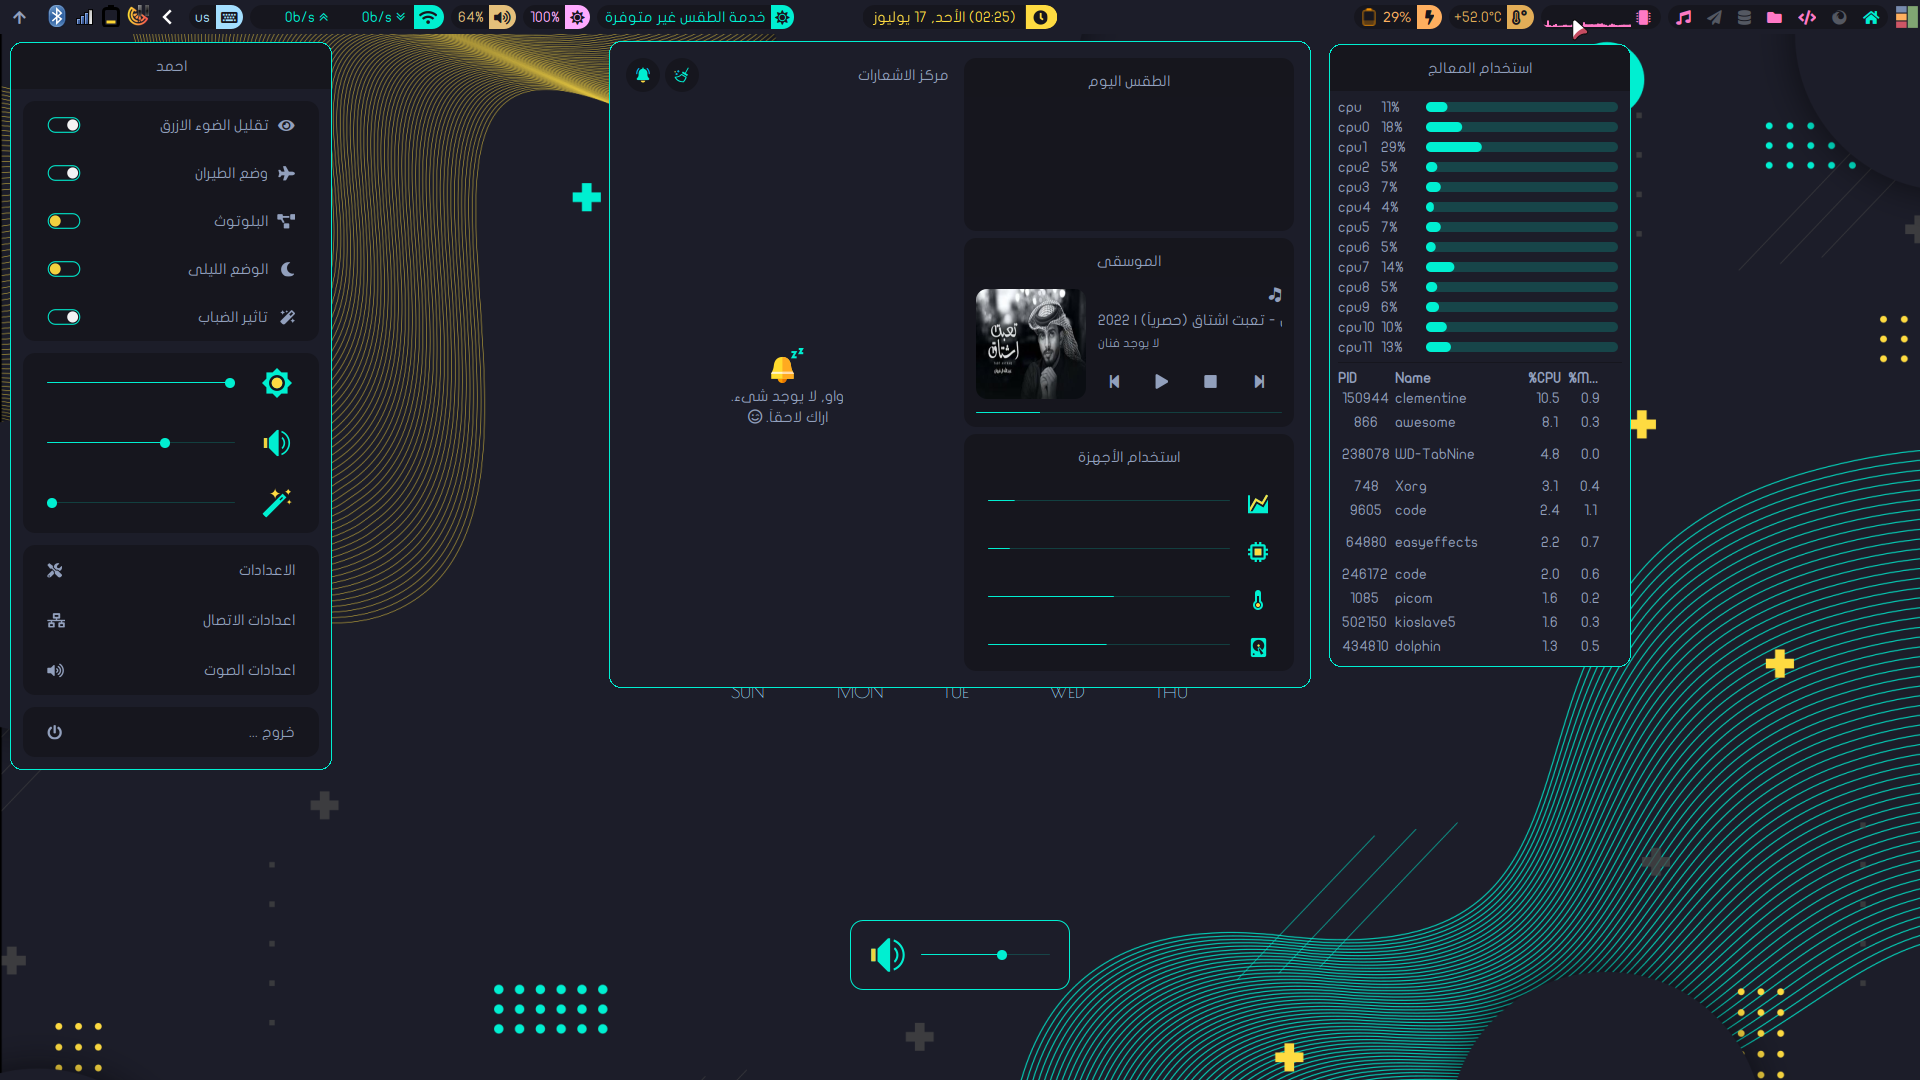 us
0b/s
0b/s
64%
100%
خدمة الطقس غير متوفرة
الأحد, 17 يوليوز (02:25)
29%
+52.0°C
احمد
تقليل الضوء الازرق
وضع الطيران
البلوتوث
الوضع الليلي
تاثير الضباب
الاعدادات
اعدادات الاتصال
اعدادات الصوت
خروج ...
مركز الاشعارات
واو, لا يوجد شيء.
اراك لاحقاً.
الطقس اليوم
الموسيقى
تعبت اشتاق
- تعبت اشتاق (حصرياً) | 2022
لا يوجد فنان
استخدام الأجهزة
SUN MON TUE WED THU
استخدام المعالج
cpu 11%
cpu0 18%
cpu1 29%
cpu2 5%
cpu3 7%
cpu4 4%
cpu5 7%
cpu6 5%
cpu7 14%
cpu8 5%
cpu9 6%
cpu10 10%
cpu11 13%
PID Name %CPU %M...
150944 clementine 10.5 0.9
866 awesome 8.1 0.3
238078 WD-TabNine 4.8 0.0
748 Xorg 3.1 0.4
9605 code 2.4 1.1
64880 easyeffects 2.2 0.7
246172 code 2.0 0.6
1085 picom 1.6 0.2
502150 kioslave5 1.6 0.3
434810 dolphin 1.3 0.5